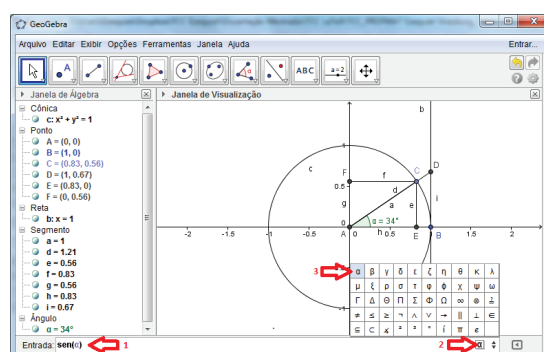 GeoGebra
Arquivo Editar Exibir Opções Ferramentas Janela Ajuda
Entrar...
A
α
ABC
a=2
Janela de Álgebra
Janela de Visualização
Cônica
c: x² + y² = 1
Ponto
A = (0, 0)
B = (1, 0)
C = (0.83, 0.56)
D = (1, 0.67)
E = (0.83, 0)
F = (0, 0.56)
Reta
b: x = 1
Segmento
a = 1
d = 1.21
e = 0.56
f = 0.83
g = 0.56
h = 0.83
i = 0.67
Ângulo
α = 34°
b
1
c
F f C D
0.5
d
g a e i
α = 34°
0
-2 -1.5 -1 -0.5 A 0 0.5 h E B 1.5 2
-1
3
α β γ δ ε ζ η θ κ λ
μ ξ ρ σ τ φ ϕ χ ψ ω
Γ Δ Θ Π Σ Φ Ω ∞ ⊗ ≟
≠ ≤ ≥ ¬ ∧ ∨ → ∥ ⊥ ∈
⊆ ⊂ ∡ ² ³ ° í π e
Entrada: sen(α) 1
2 α